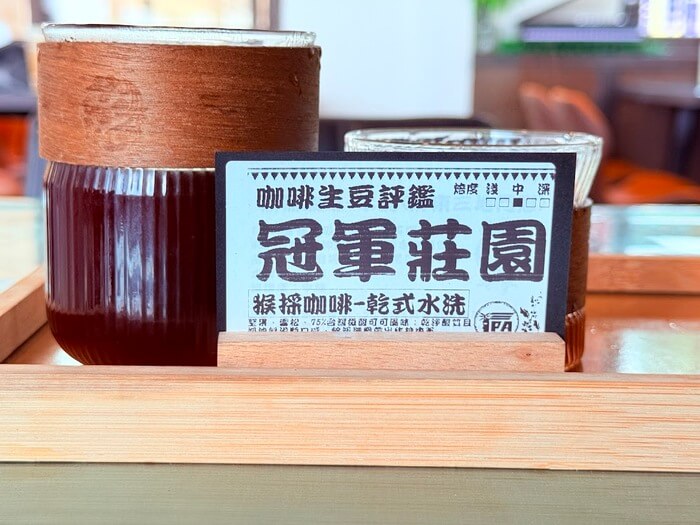 咖啡生豆評鑑
焙度 淺 中 深
冠軍莊園
猴採咖啡-乾式水洗
75%